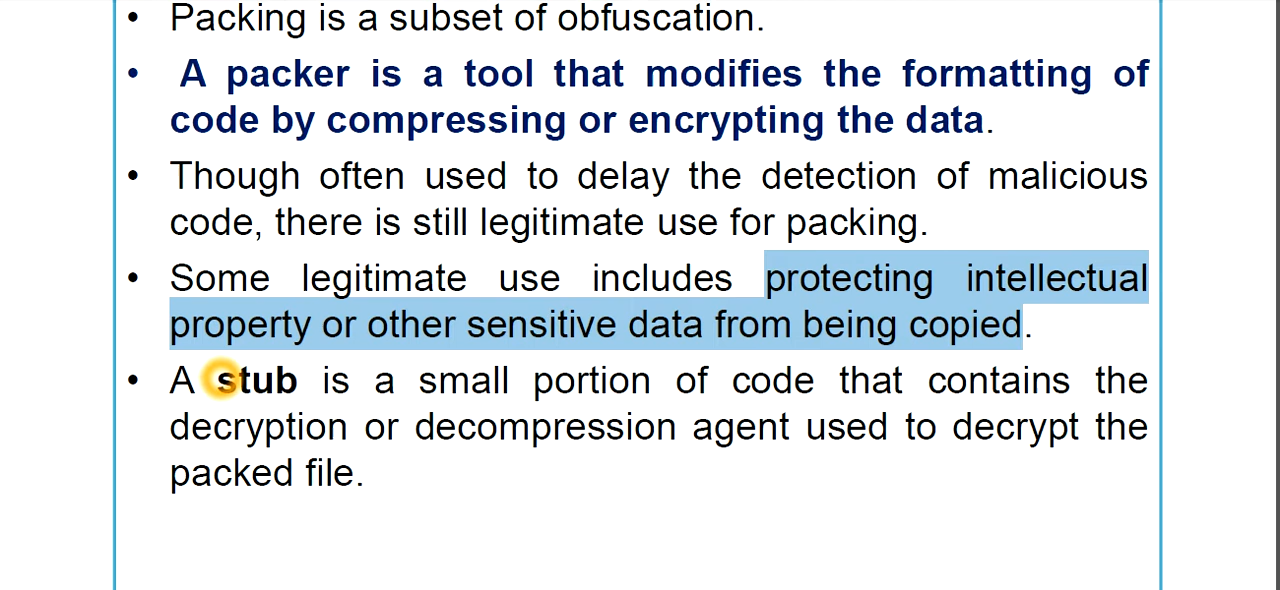 • Packing is a subset of obfuscation.
• A packer is a tool that modifies the formatting of
code by compressing or encrypting the data.
• Though often used to delay the detection of malicious
code, there is still legitimate use for packing.
• Some legitimate use includes protecting intellectual
property or other sensitive data from being copied.
• A stub is a small portion of code that contains the
decryption or decompression agent used to decrypt the
packed file.